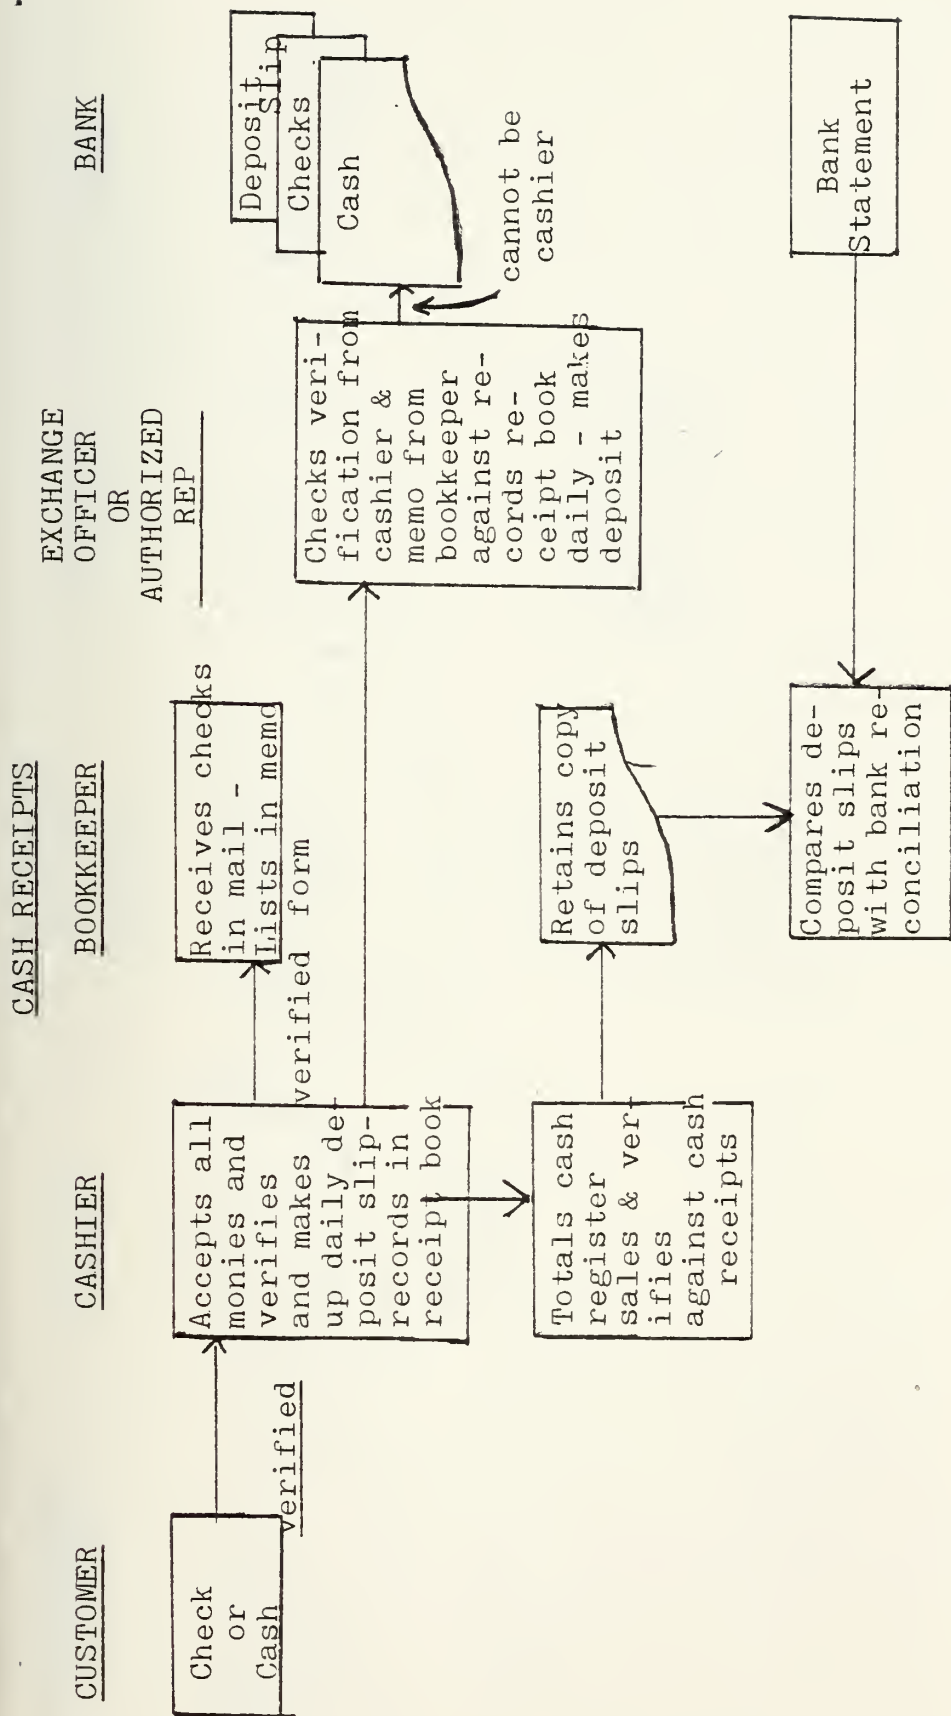 CASH RECEIPTS
CUSTOMER
CASHIER
BOOKKEEPER
EXCHANGE
OFFICER
OR
AUTHORIZED
REP
BANK
Check
or
Cash
verified
Accepts all
monies and
verifies
and makes
up daily de-
posit slip-
records in
receipt book
Receives checks
in mail -
Lists in memo
verified form
Checks veri-
fication from
cashier &
memo from
bookkeeper
against re-
cords re-
ceipt book
daily - makes
deposit
Deposit
Slip
Checks
Cash
cannot be
cashier
Totals cash
register
sales & ver-
ifies
against cash
receipts
Retains copy
of deposit
slips
Compares de-
posit slips
with bank re-
conciliation
Bank
Statement